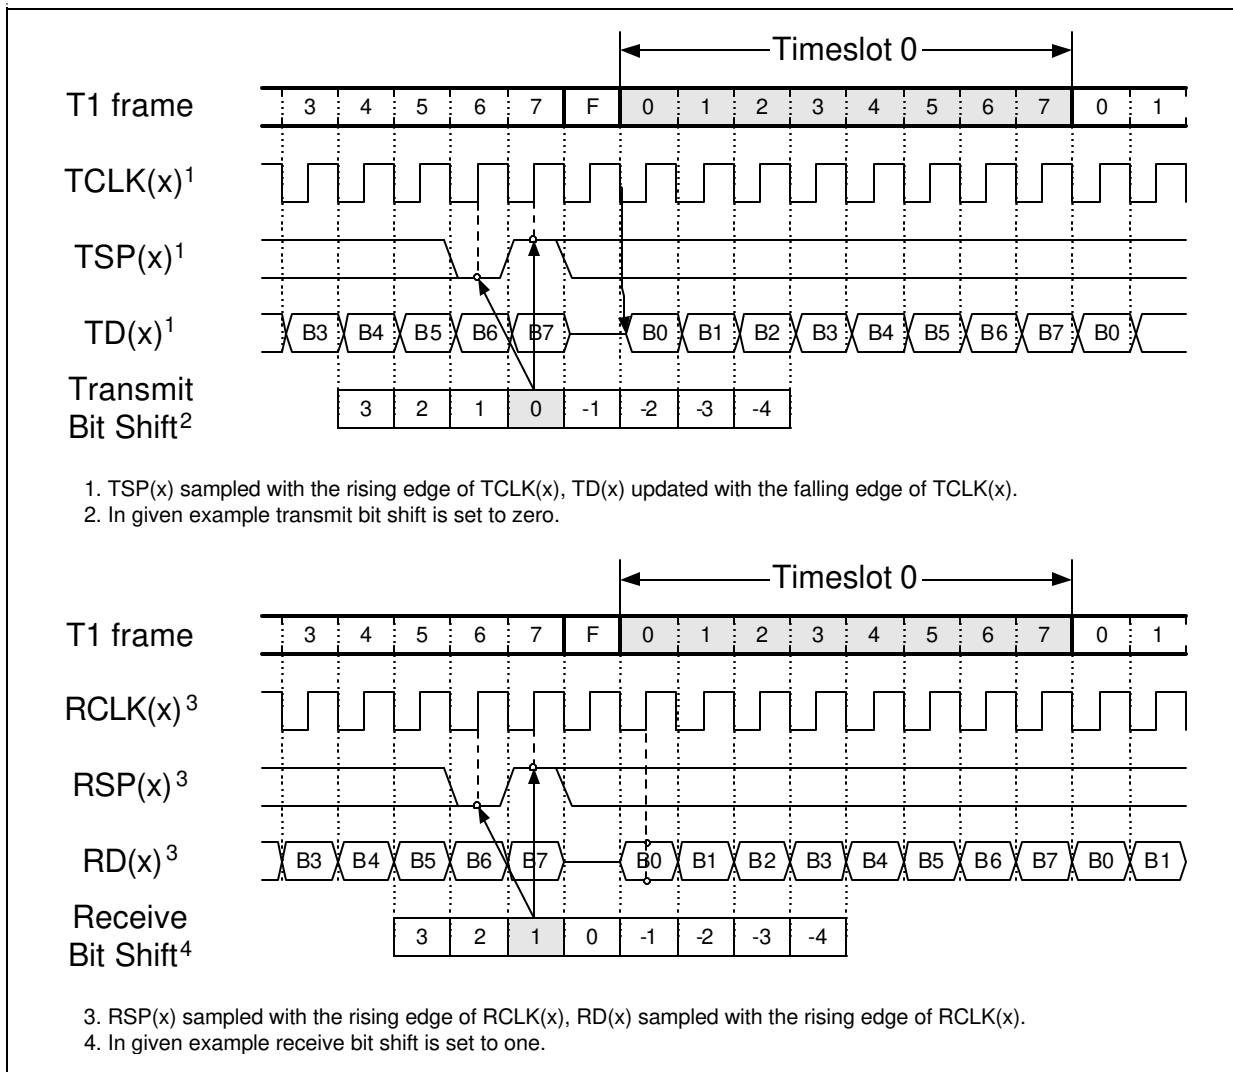 Timeslot 0
T1 frame 3 4 5 6 7 F 0 1 2 3 4 5 6 7 0 1
TCLK(x)1
TSP(x)1
TD(x)1 B3 B4 B5 B6 B7 B0 B1 B2 B3 B4 B5 B6 B7 B0
Transmit
Bit Shift2 3 2 1 0 -1 -2 -3 -4
1. TSP(x) sampled with the rising edge of TCLK(x), TD(x) updated with the falling edge of TCLK(x).
2. In given example transmit bit shift is set to zero.
Timeslot 0
T1 frame 3 4 5 6 7 F 0 1 2 3 4 5 6 7 0 1
RCLK(x)3
RSP(x)3
RD(x)3 B3 B4 B5 B6 B7 B0 B1 B2 B3 B4 B5 B6 B7 B0 B1
Receive
Bit Shift4 3 2 1 0 -1 -2 -3 -4
3. RSP(x) sampled with the rising edge of RCLK(x), RD(x) sampled with the rising edge of RCLK(x).
4. In given example receive bit shift is set to one.